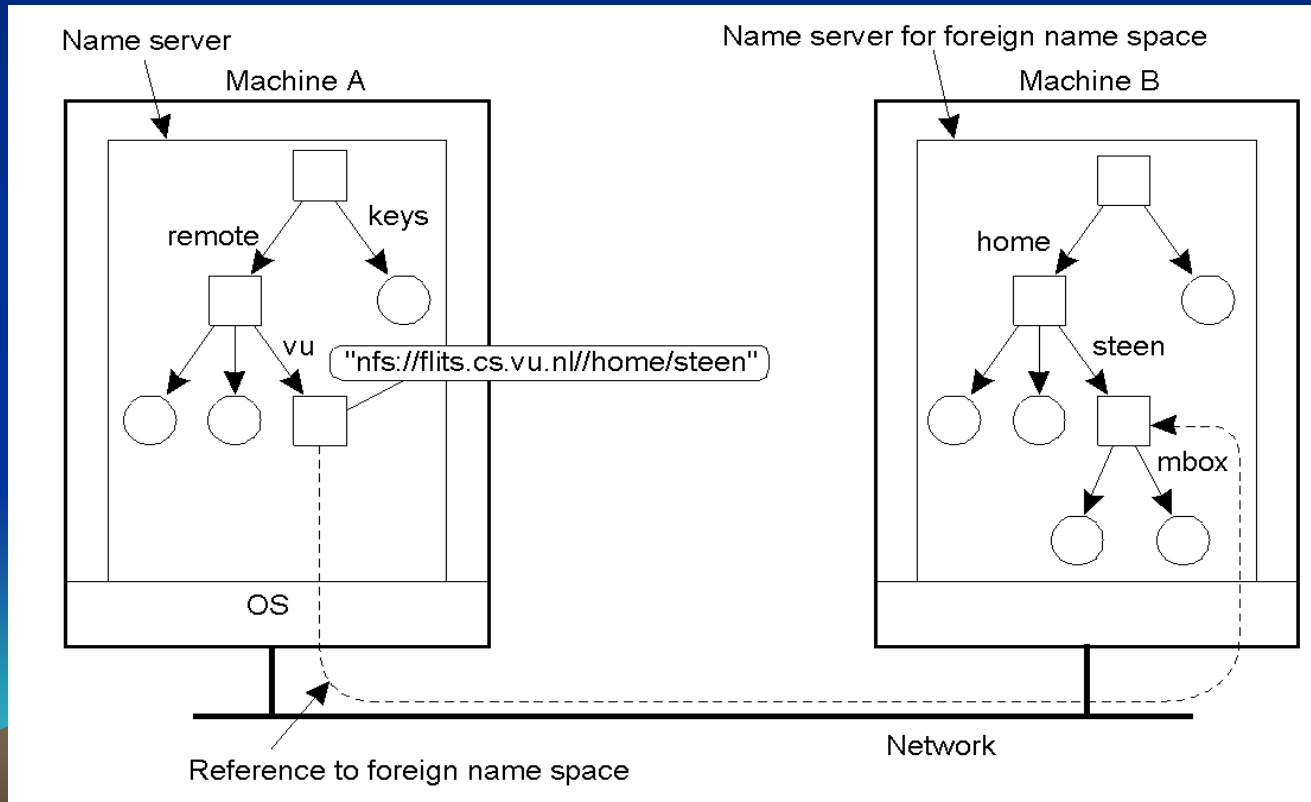 Name server
Name server for foreign name space
Machine A
Machine B
keys
remote
home
vu
"nfs://flits.cs.vu.nl//home/steen"
steen
mbox
OS
Network
Reference to foreign name space